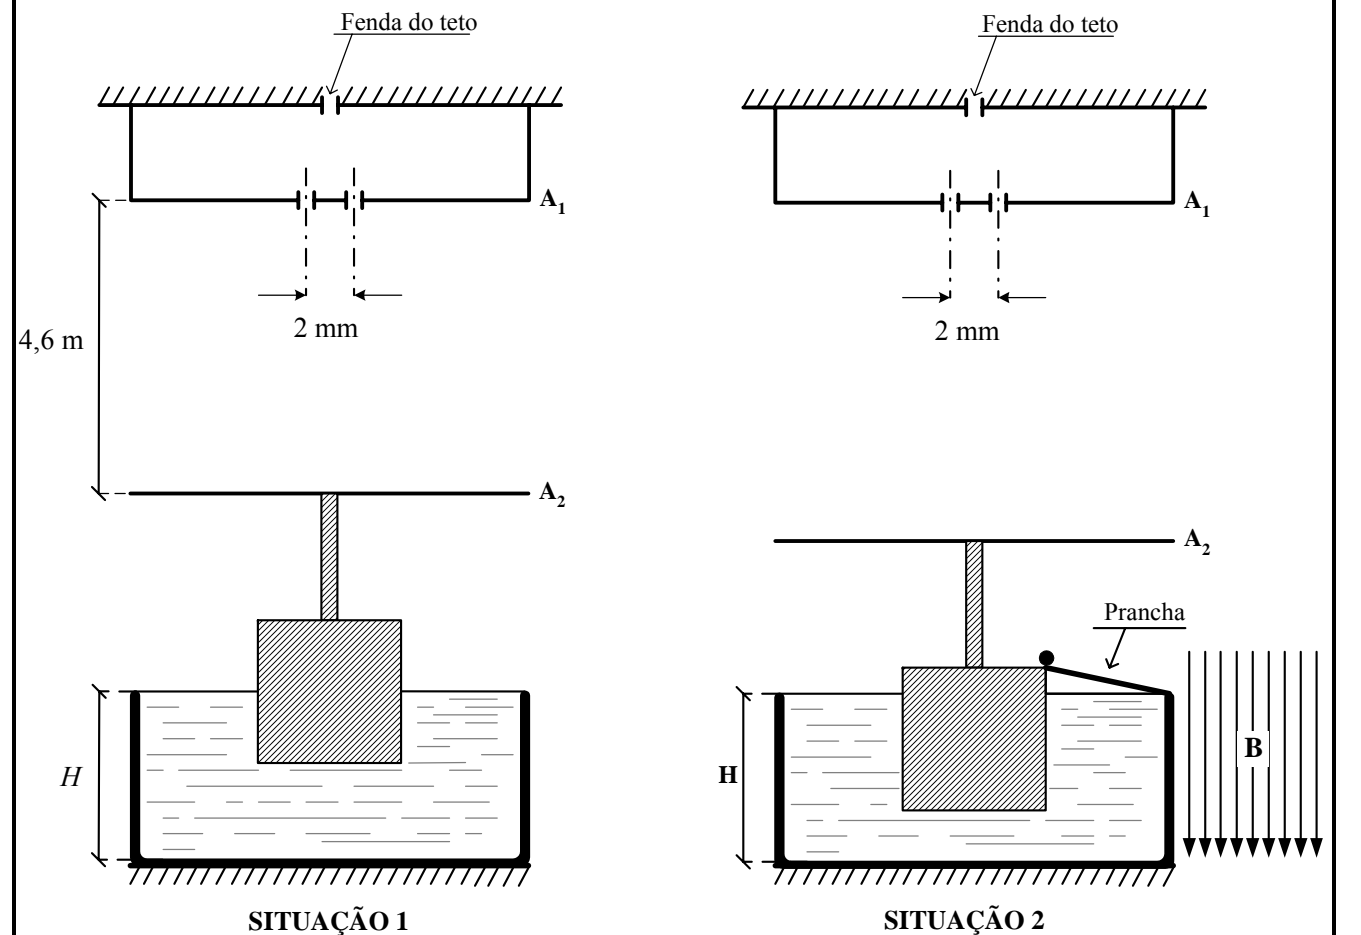 Fenda do teto
Fenda do teto
A₁
A₁
2 mm
2 mm
4,6 m
A₂
A₂
Prancha
B
H
H
SITUAÇÃO 1
SITUAÇÃO 2